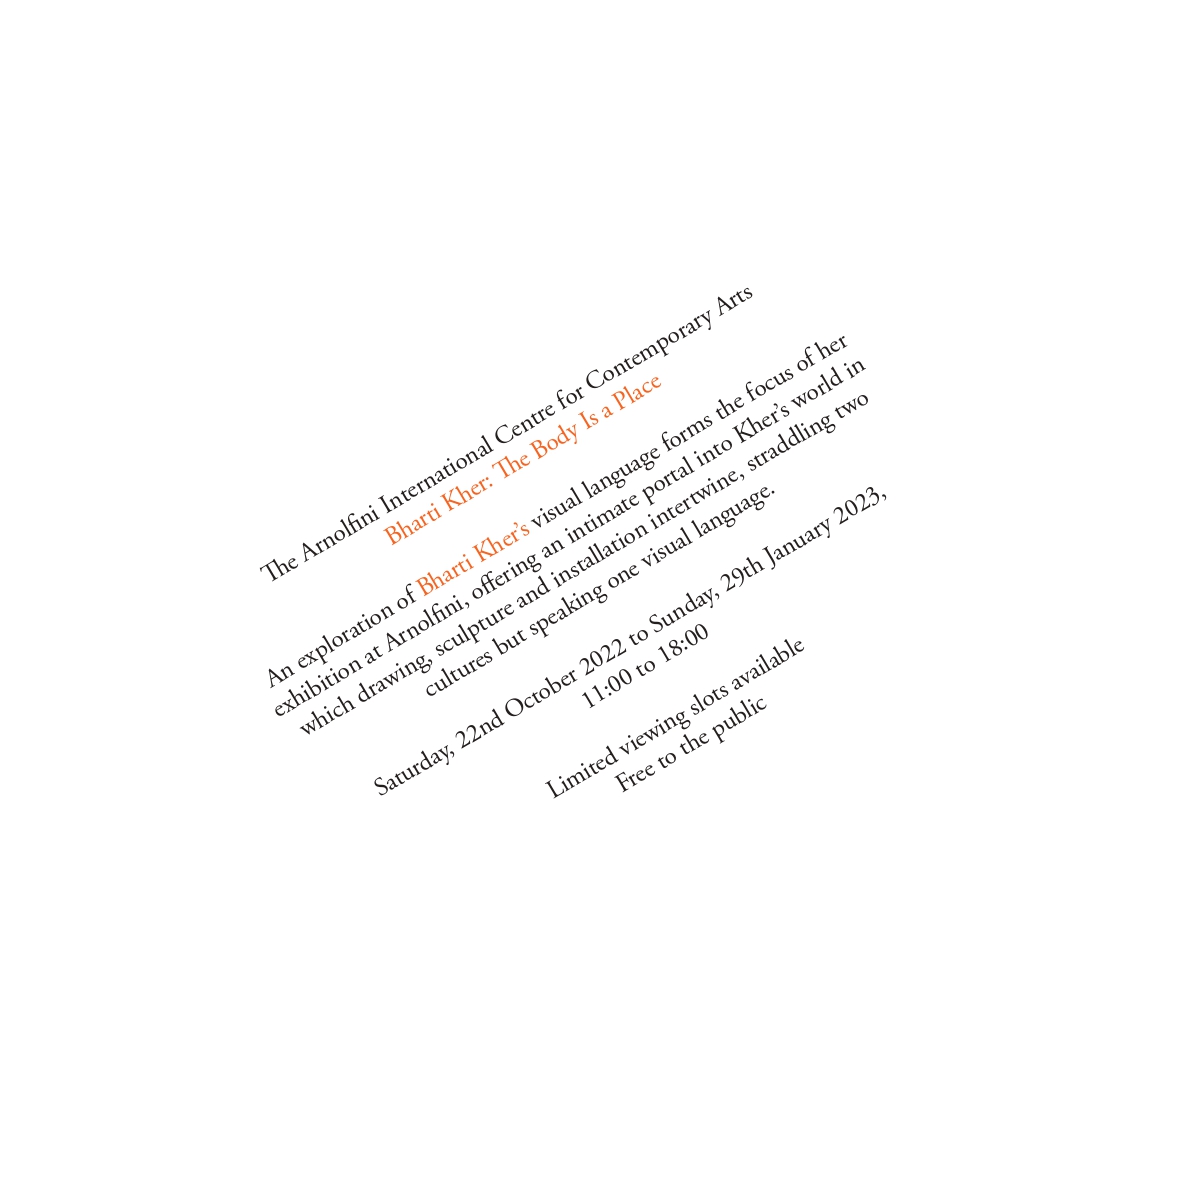 The Arnolfini International Centre for Contemporary Arts
Bharti Kher: The Body Is a Place
An exploration of Bharti Kher's visual language forms the focus of her
exhibition at Arnolfini, offering an intimate portal into Kher's world in
which drawing, sculpture and installation intertwine, straddling two
cultures but speaking one visual language.
Saturday, 22nd October 2022 to Sunday, 29th January 2023,
11:00 to 18:00
Limited viewing slots available
Free to the public